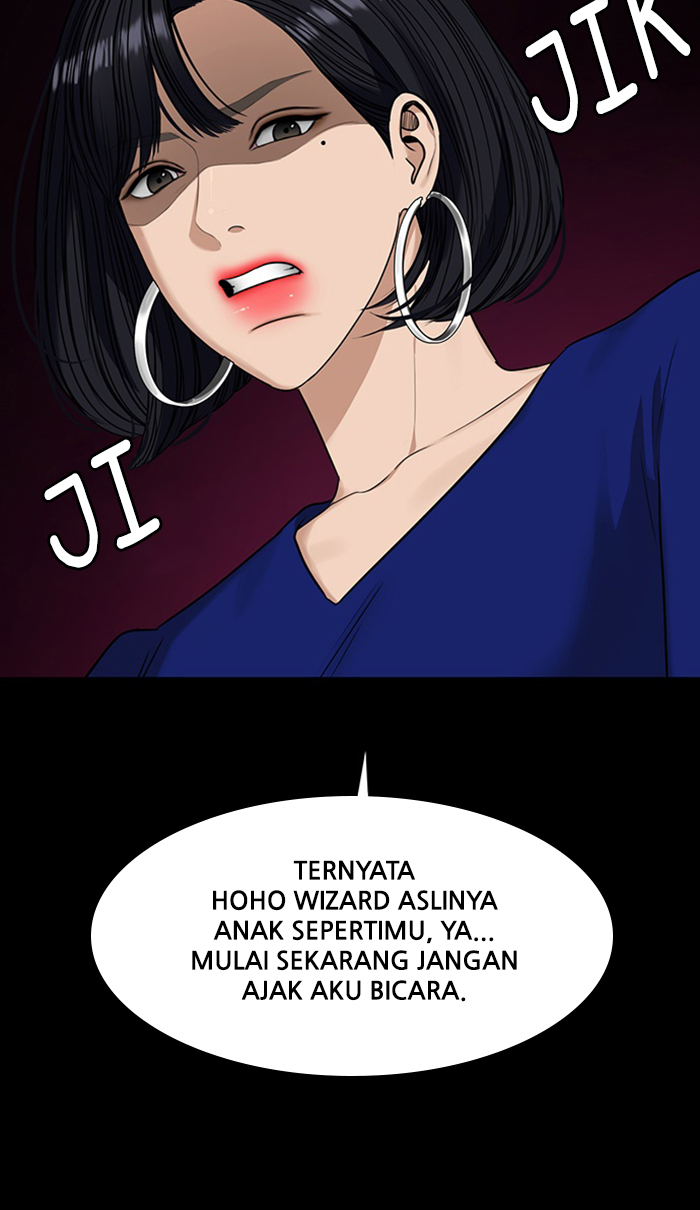 JIK
JI
TERNYATA
HOHO WIZARD ASLINYA
ANAK SEPERTIMU, YA...
MULAI SEKARANG JANGAN
AJAK AKU BICARA.